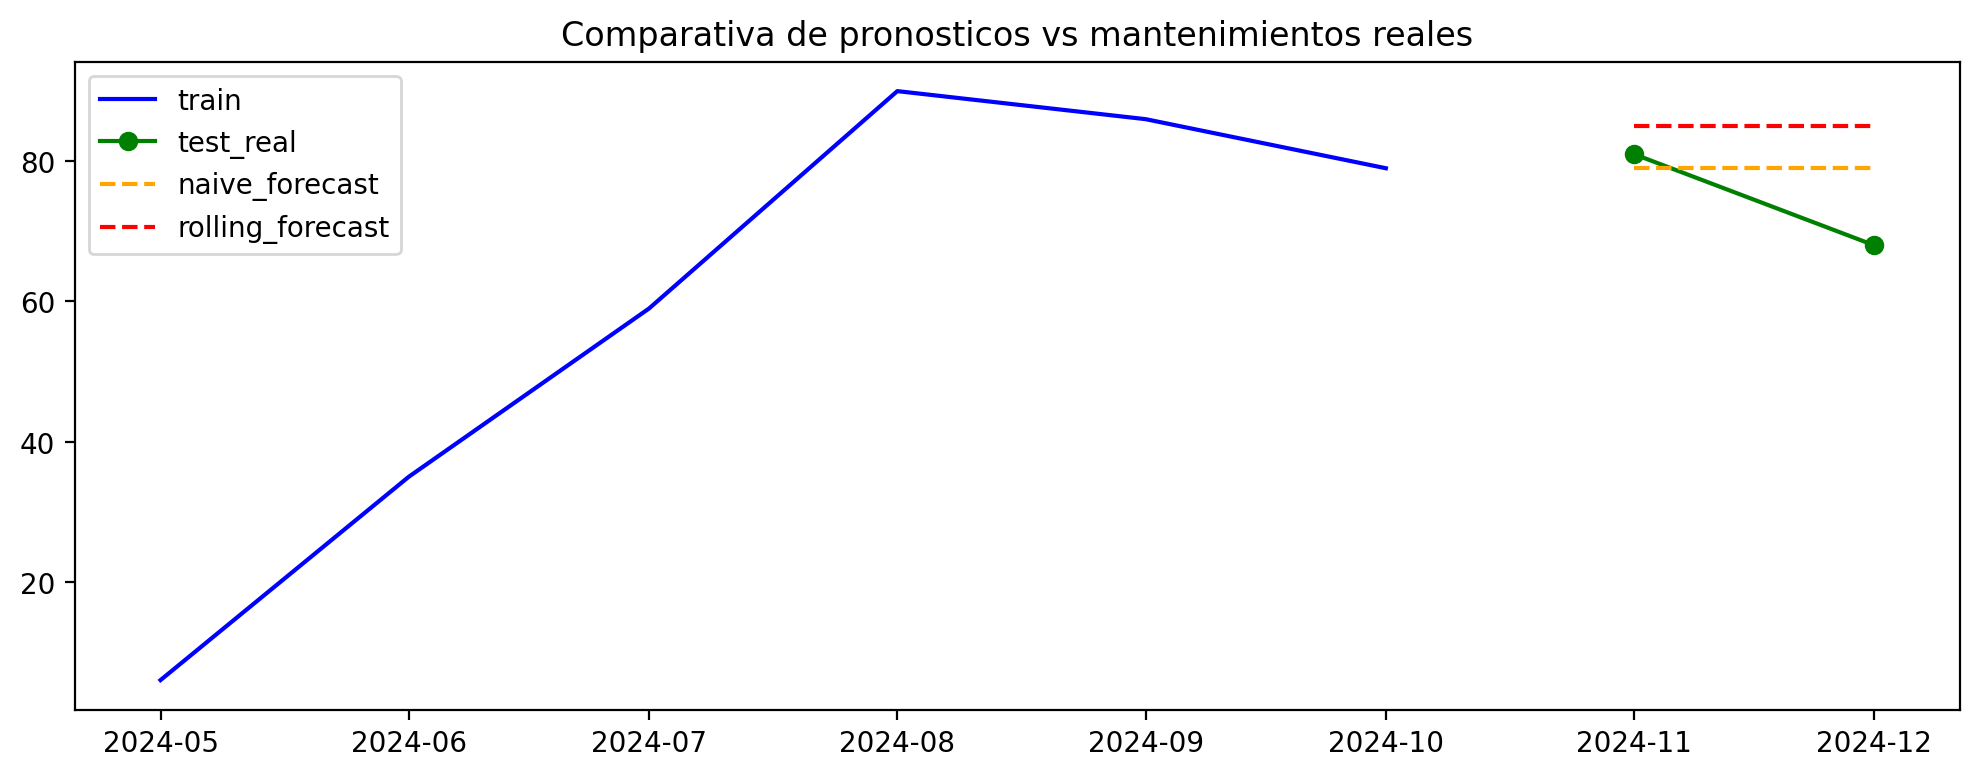 Comparativa de pronosticos vs mantenimientos reales
train
test_real
naive_forecast
rolling_forecast
80
60
40
20
2024-05 2024-06 2024-07 2024-08 2024-09 2024-10 2024-11 2024-12